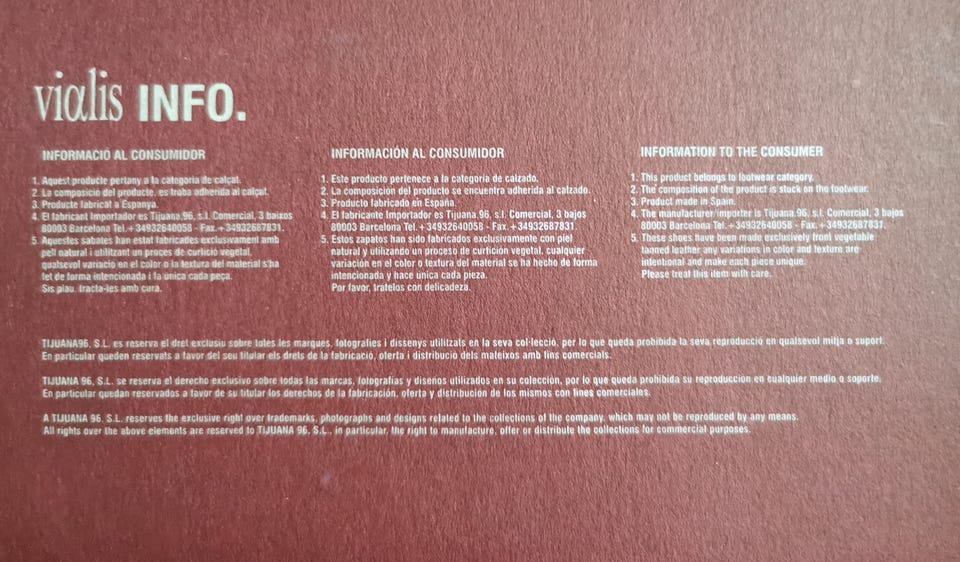 vialis INFO.
INFORMACIÓ AL CONSUMIDOR
1. Aquest producte pertany a la categoria de calçat.
2. La composició del producte, es troba adherida al calçat.
3. Producte fabricat a Espanya.
4. El fabricant Importador es Tijuana.96, s.l. Comercial, 3 baixos
80003 Barcelona Tel.+34932640058 - Fax.+34932687831.
5. Aquestes sabates han estat fabricades exclusivament amb
pell natural i utilitzant un procés de curtició vegetal,
qualsevol variació en el color o la textura del material s'ha
fet de forma intencionada i fa única cada peça.
Sis plau, tracta-les amb cura.
INFORMACIÓN AL CONSUMIDOR
1. Este producto pertenece a la categoria de calzado.
2. La composición del producto se encuentra adherida al calzado.
3. Producto fabricado en España.
4. El fabricante Importador es Tijuana.96, s.l. Comercial, 3 bajos
80003 Barcelona Tel.+34932640058 - Fax.+34932687831
5. Estos zapatos han sido fabricados exclusivamente con piel
natural y utilizando un proceso de curtición vegetal, cualquier
variación en el color o textura del material se ha hecho de forma
intencionada y hace única cada pieza.
Por favor, tratelos con delicadeza.
INFORMATION TO THE CONSUMER
1. This product belongs to footwear category.
2. The composition of the product is stuck on the footwear.
3. Product made in Spain.
4. The manufacturer importer is Tijuana.96, s.l. Comercial, 3 bajos
80003 Barcelona Tel.+34932640058 - Fax.+34932687831.
5. These shoes have been made exclusively from vegetable
tanned leather any variations in color and texture are
intentional and make each piece unique.
Please treat this item with care.
TIJUANA96, S.L. es reserva el dret exclusiu sobre totes les marques, fotografies i dissenys utilitzats en la seva col·lecció, per lo que queda prohibida la seva reproducció en qualsevol mitja o suport.
En particular queden reservats a favor del seu titular els drets de la fabricació, oferta i distribució dels mateixos amb fins comercials.
TIJUANA 96, S.L. se reserva el derecho exclusivo sobre todas las marcas, fotografias y diseños utilizados en su colección, por lo que queda prohibida su reproduccion en cualquier medio o soporte.
En particular quedan reservados a favor de su titular los derechos de la fabricación, oferta y distribución de los mismos con fines comerciales.
A TIJUANA 96, S.L. reserves the exclusive right over trademarks, photographs and designs related to the collections of the company, which may not be reproduced by any means.
All rights over the above elements are reserved to TIJUANA 96, S.L., in particular, the right to manufacture, offer or distribute the collections for commercial purposes.